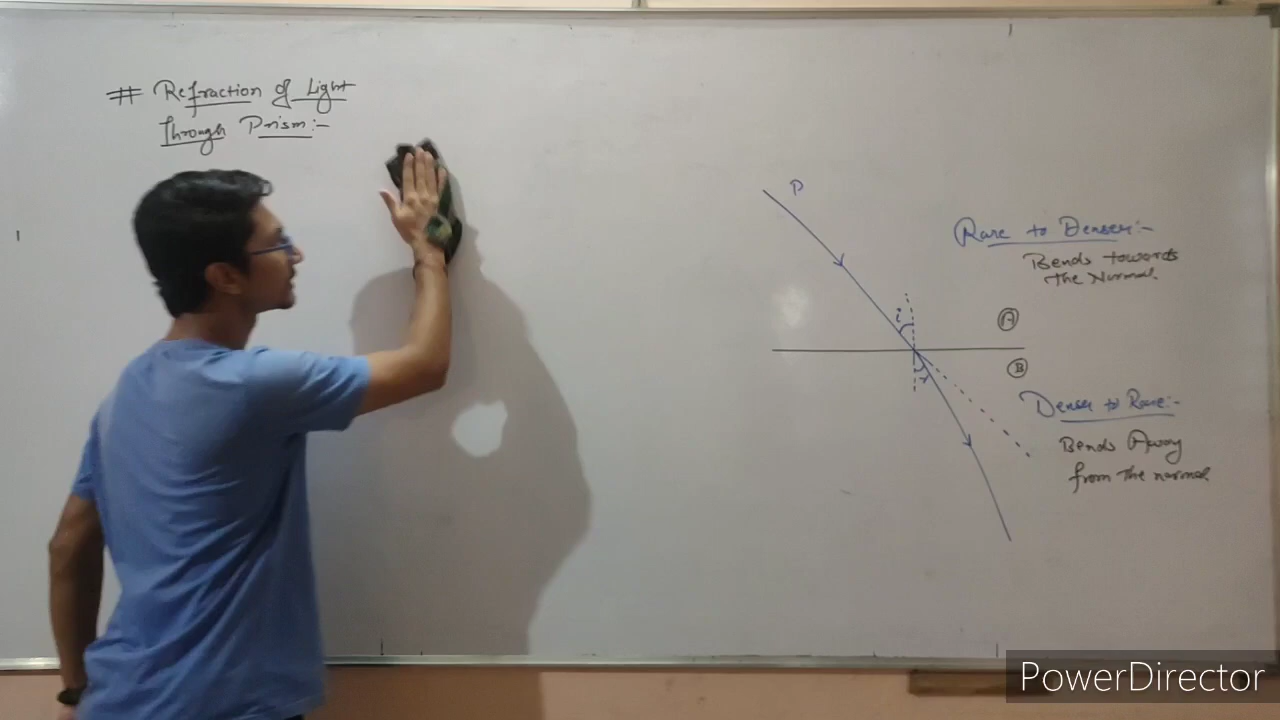 # Refraction of Light
Through Prism:-
P
Rare to Denser:-
Bends towards
The Normal
i
A
B
r
Denser to Rare:-
Bends Away
from The normal
PowerDirector